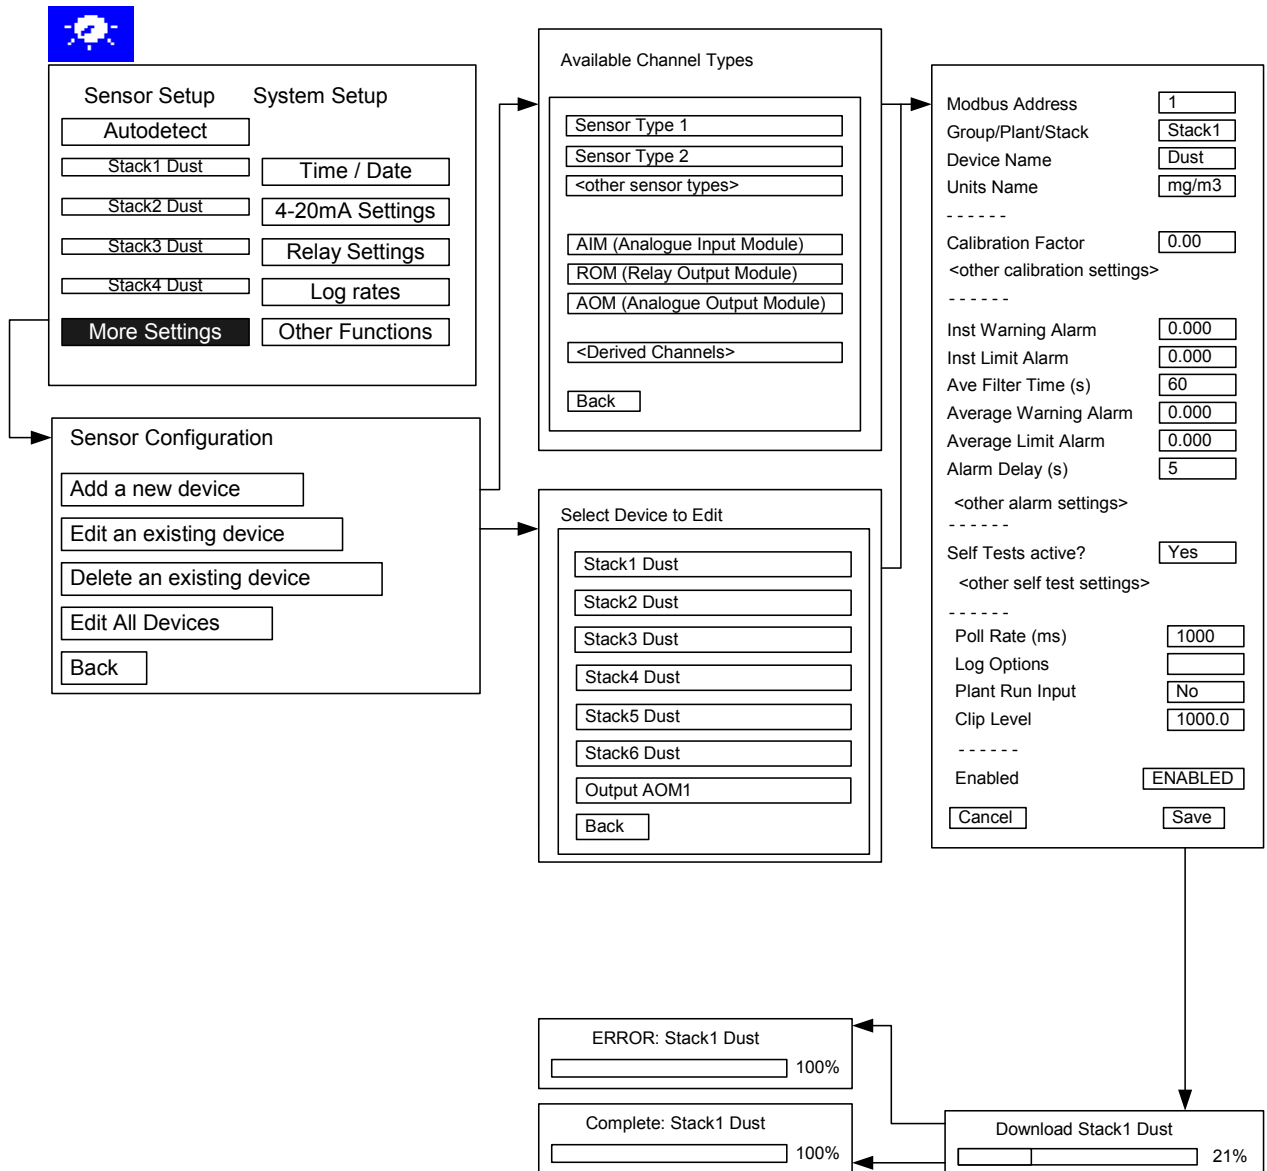 Sensor Setup System Setup
Autodetect
Stack1 Dust
Stack2 Dust
Stack3 Dust
Stack4 Dust
More Settings
Time / Date
4-20mA Settings
Relay Settings
Log rates
Other Functions
Sensor Configuration
Add a new device
Edit an existing device
Delete an existing device
Edit All Devices
Back
Available Channel Types
Sensor Type 1
Sensor Type 2
<other sensor types>
AIM (Analogue Input Module)
ROM (Relay Output Module)
AOM (Analogue Output Module)
<Derived Channels>
Back
Select Device to Edit
Stack1 Dust
Stack2 Dust
Stack3 Dust
Stack4 Dust
Stack5 Dust
Stack6 Dust
Output AOM1
Back
Modbus Address 1
Group/Plant/Stack Stack1
Device Name Dust
Units Name mg/m3
- - - - - -
Calibration Factor 0.00
<other calibration settings>
- - - - - -
Inst Warning Alarm 0.000
Inst Limit Alarm 0.000
Ave Filter Time (s) 60
Average Warning Alarm 0.000
Average Limit Alarm 0.000
Alarm Delay (s) 5
<other alarm settings>
- - - - - -
Self Tests active? Yes
<other self test settings>
- - - - - -
Poll Rate (ms) 1000
Log Options
Plant Run Input No
Clip Level 1000.0
- - - - - -
Enabled ENABLED
Cancel Save
ERROR: Stack1 Dust
100%
Complete: Stack1 Dust
100%
Download Stack1 Dust
21%